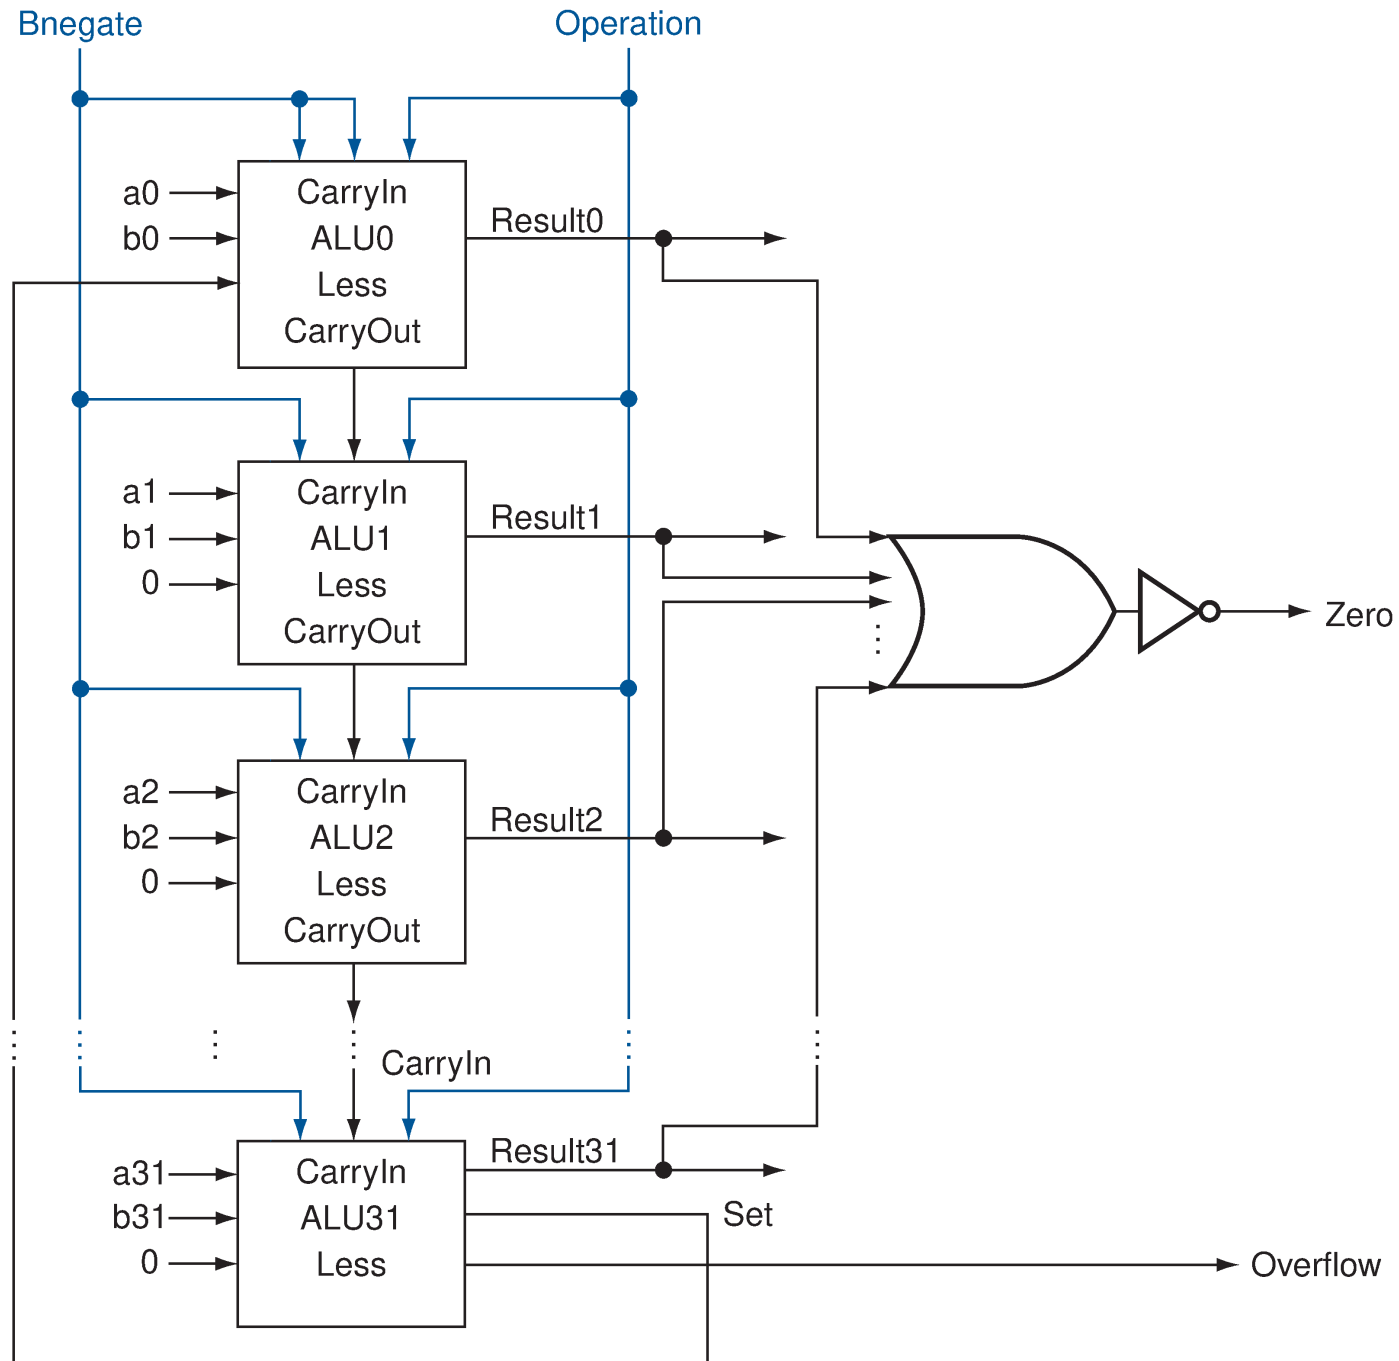 Bnegate
Operation
a0
b0
CarryIn
ALU0
Less
CarryOut
Result0
a1
b1
0
CarryIn
ALU1
Less
CarryOut
Result1
Zero
a2
b2
0
CarryIn
ALU2
Less
CarryOut
Result2
CarryIn
a31
b31
0
CarryIn
ALU31
Less
Result31
Set
Overflow